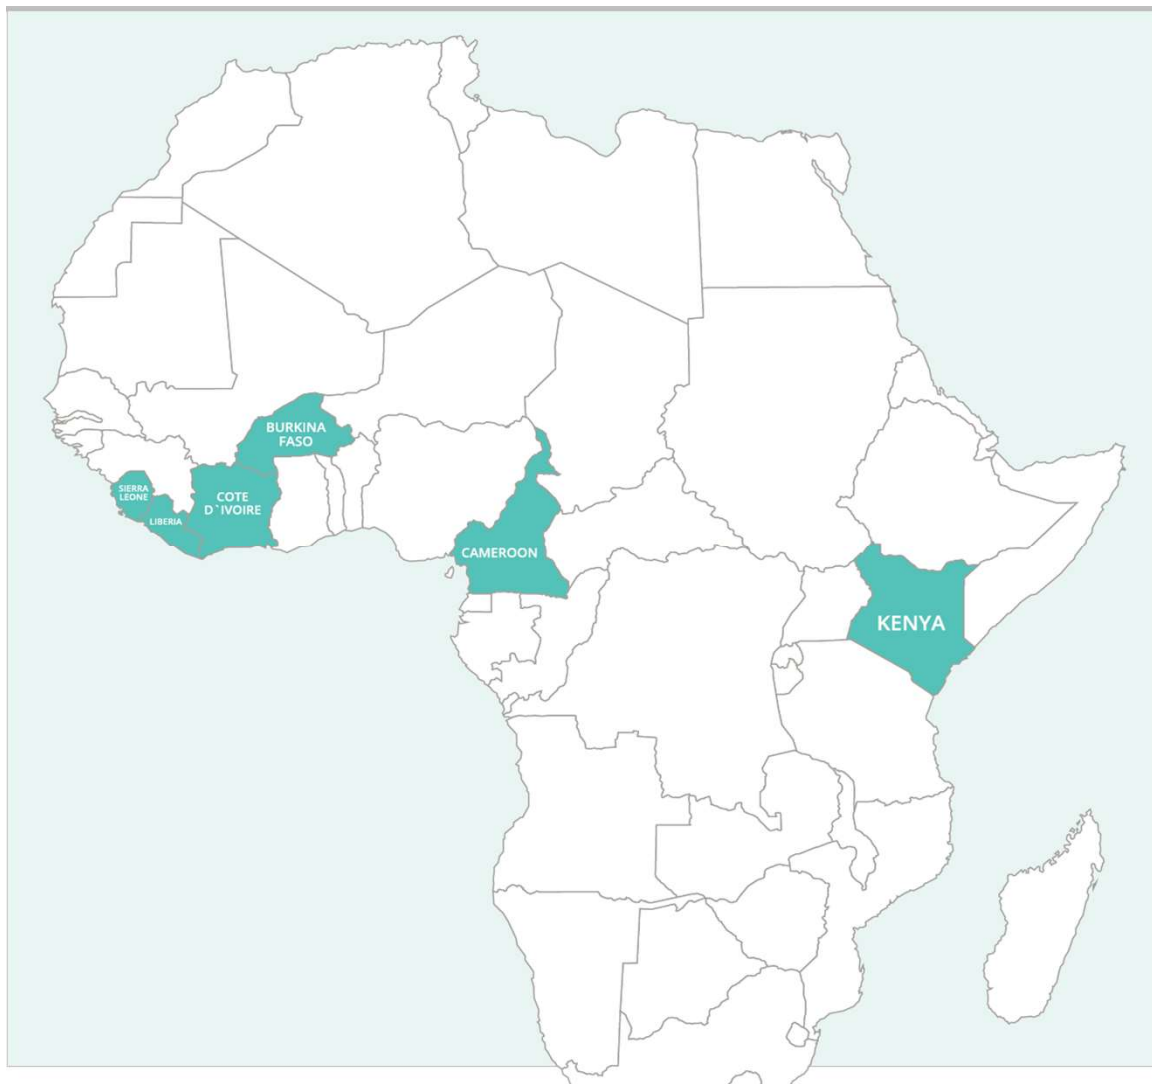 BURKINA
FASO
SIERRA
LEONE
COTE
D`IVOIRE
LIBERIA
CAMEROON
KENYA